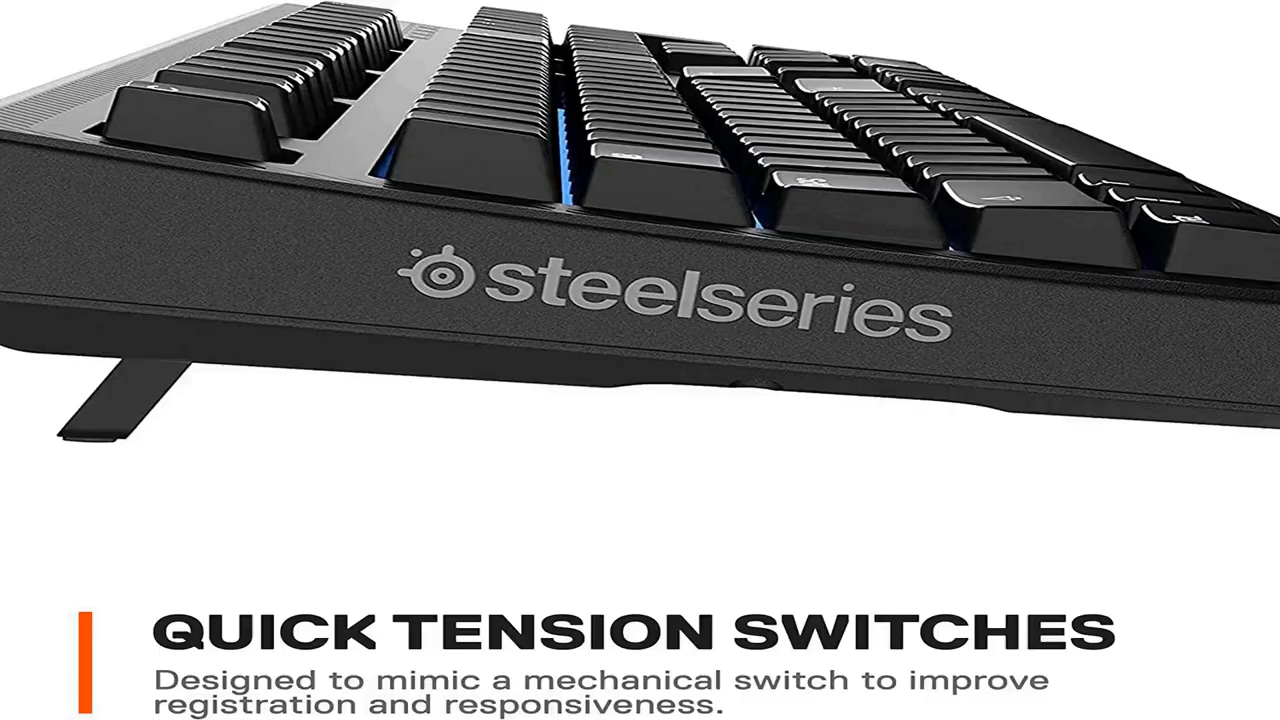 steelseries
QUICK TENSION SWITCHES
Designed to mimic a mechanical switch to improve
registration and responsiveness.